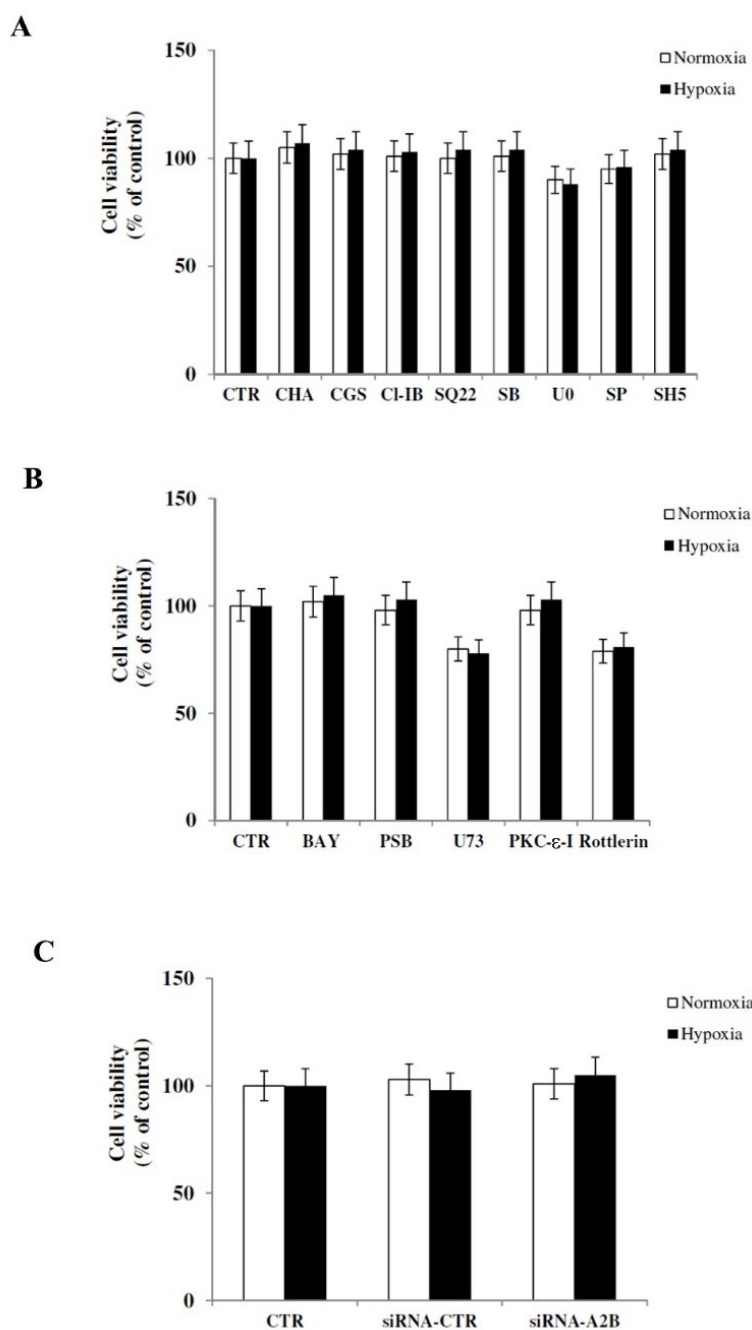 A
150
100
50
0
Cell viability
(% of control)
Normoxia
Hypoxia
CTR CHA CGS Cl-IB SQ22 SB U0 SP SH5
B
150
100
50
0
Cell viability
(% of control)
Normoxia
Hypoxia
CTR BAY PSB U73 PKC-ε-I Rottlerin
C
150
100
50
0
Cell viability
(% of control)
Normoxia
Hypoxia
CTR siRNA-CTR siRNA-A2B